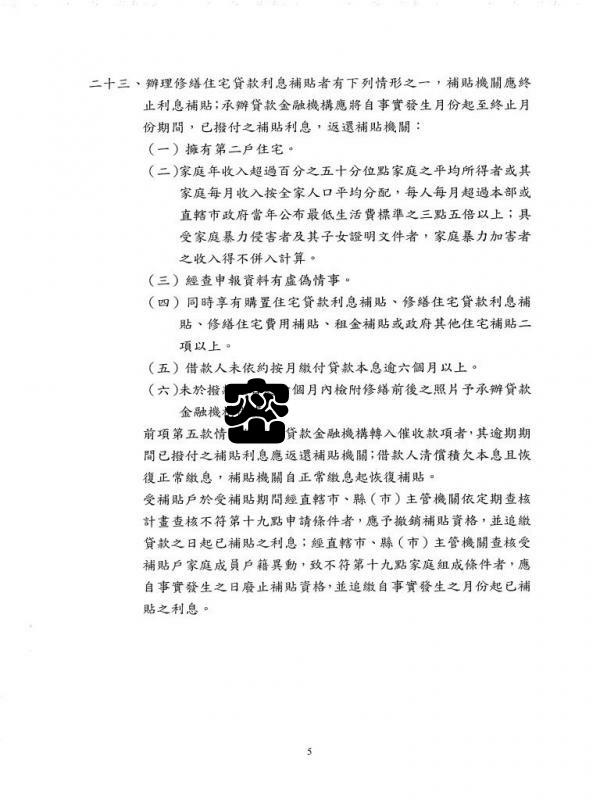 二十三、辦理修繕住宅貸款利息補貼者有下列情形之一，補貼機關應終
止利息補貼；承辦貸款金融機構應將自事實發生月份起至終止月
份期間，已撥付之補貼利息，返還補貼機關：
（一）擁有第二戶住宅。
（二）家庭年收入超過百分之五十分位點家庭之平均所得者或其
家庭每月收入按全家人口平均分配，每人每月超過本部或
直轄市政府當年公布最低生活費標準之三點五倍以上；具
受家庭暴力侵害者及其子女證明文件者，家庭暴力加害者
之收入得不併入計算。
（三）經查申報資料有虛偽情事。
（四）同時享有購置住宅貸款利息補貼、修繕住宅貸款利息補
貼、修繕住宅費用補貼、租金補貼或政府其他住宅補貼二
項以上。
（五）借款人未依約按月繳付貸款本息逾六個月以上。
（六）未於撥 個月內檢附修繕前後之照片予承辦貸款
金融機
前項第五款情 貸款金融機構轉入催收款項者，其逾期期
間已撥付之補貼利息應返還補貼機關；借款人清償積欠本息且恢
復正常繳息，補貼機關自正常繳息起恢復補貼。
受補貼戶於受補貼期間經直轄市、縣（市）主管機關依定期查核
計畫查核不符第十九點申請條件者，應予撤銷補貼資格，並追繳
貸款之日起已補貼之利息；經直轄市、縣（市）主管機關查核受
補貼戶家庭成員戶籍異動，致不符第十九點家庭組成條件者，應
自事實發生之日廢止補貼資格，並追繳自事實發生之月份起已補
貼之利息。
5